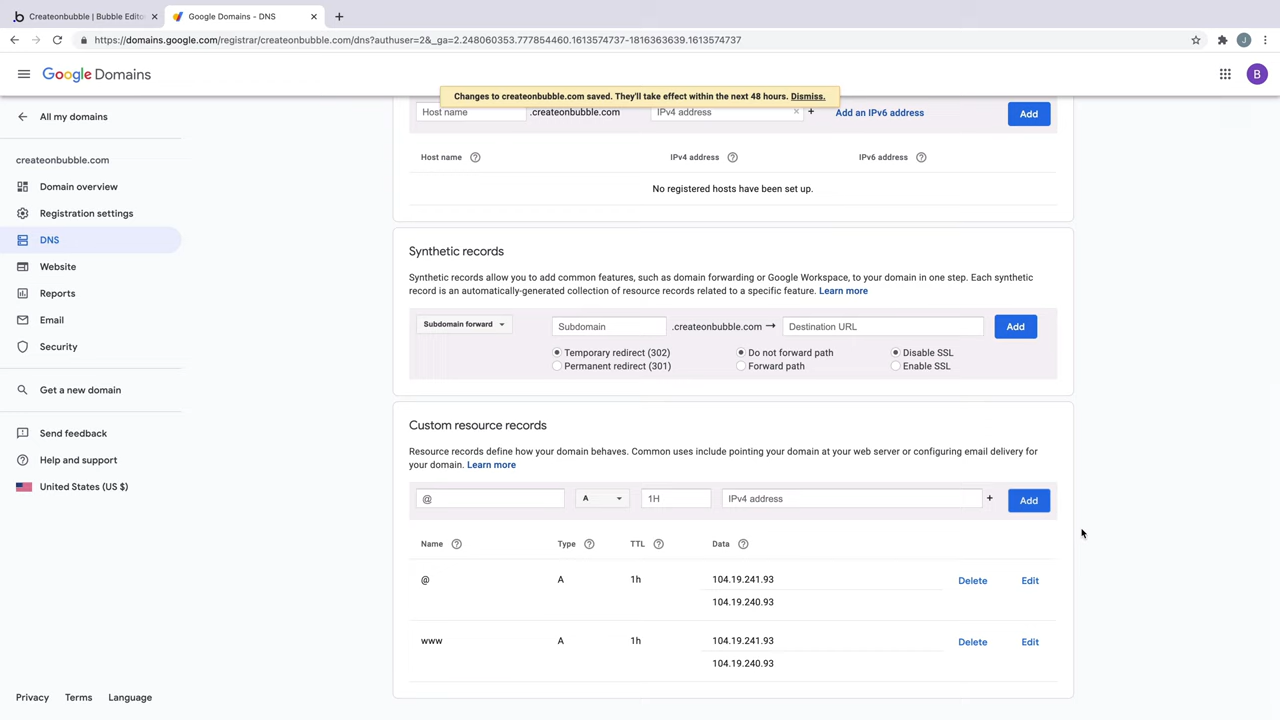 Createonbubble | Bubble Edito
Google Domains - DNS
https://domains.google.com/registrar/createonbubble.com/dns?authuser=2&_ga=2.248060353.777854460.1613574737-1816363639.1613574737
J
Google Domains
B
Changes to createonbubble.com saved. They'll take effect within the next 48 hours. Dismiss.
All my domains
createonbubble.com
Domain overview
Registration settings
DNS
Website
Reports
Email
Security
Get a new domain
Send feedback
Help and support
United States (US $)
Privacy Terms Language
Host name .createonbubble.com IPv4 address × + Add an IPv6 address Add
Host name ? IPv4 address ? IPv6 address ?
No registered hosts have been set up.
Synthetic records
Synthetic records allow you to add common features, such as domain forwarding or Google Workspace, to your domain in one step. Each synthetic
record is an automatically-generated collection of resource records related to a specific feature. Learn more
Subdomain forward Subdomain .createonbubble.com → Destination URL Add
Temporary redirect (302) Do not forward path Disable SSL
Permanent redirect (301) Forward path Enable SSL
Custom resource records
Resource records define how your domain behaves. Common uses include pointing your domain at your web server or configuring email delivery for
your domain. Learn more
@ A 1H IPv4 address + Add
Name ? Type ? TTL ? Data ?
@ A 1h 104.19.241.93 Delete Edit
104.19.240.93
www A 1h 104.19.241.93 Delete Edit
104.19.240.93